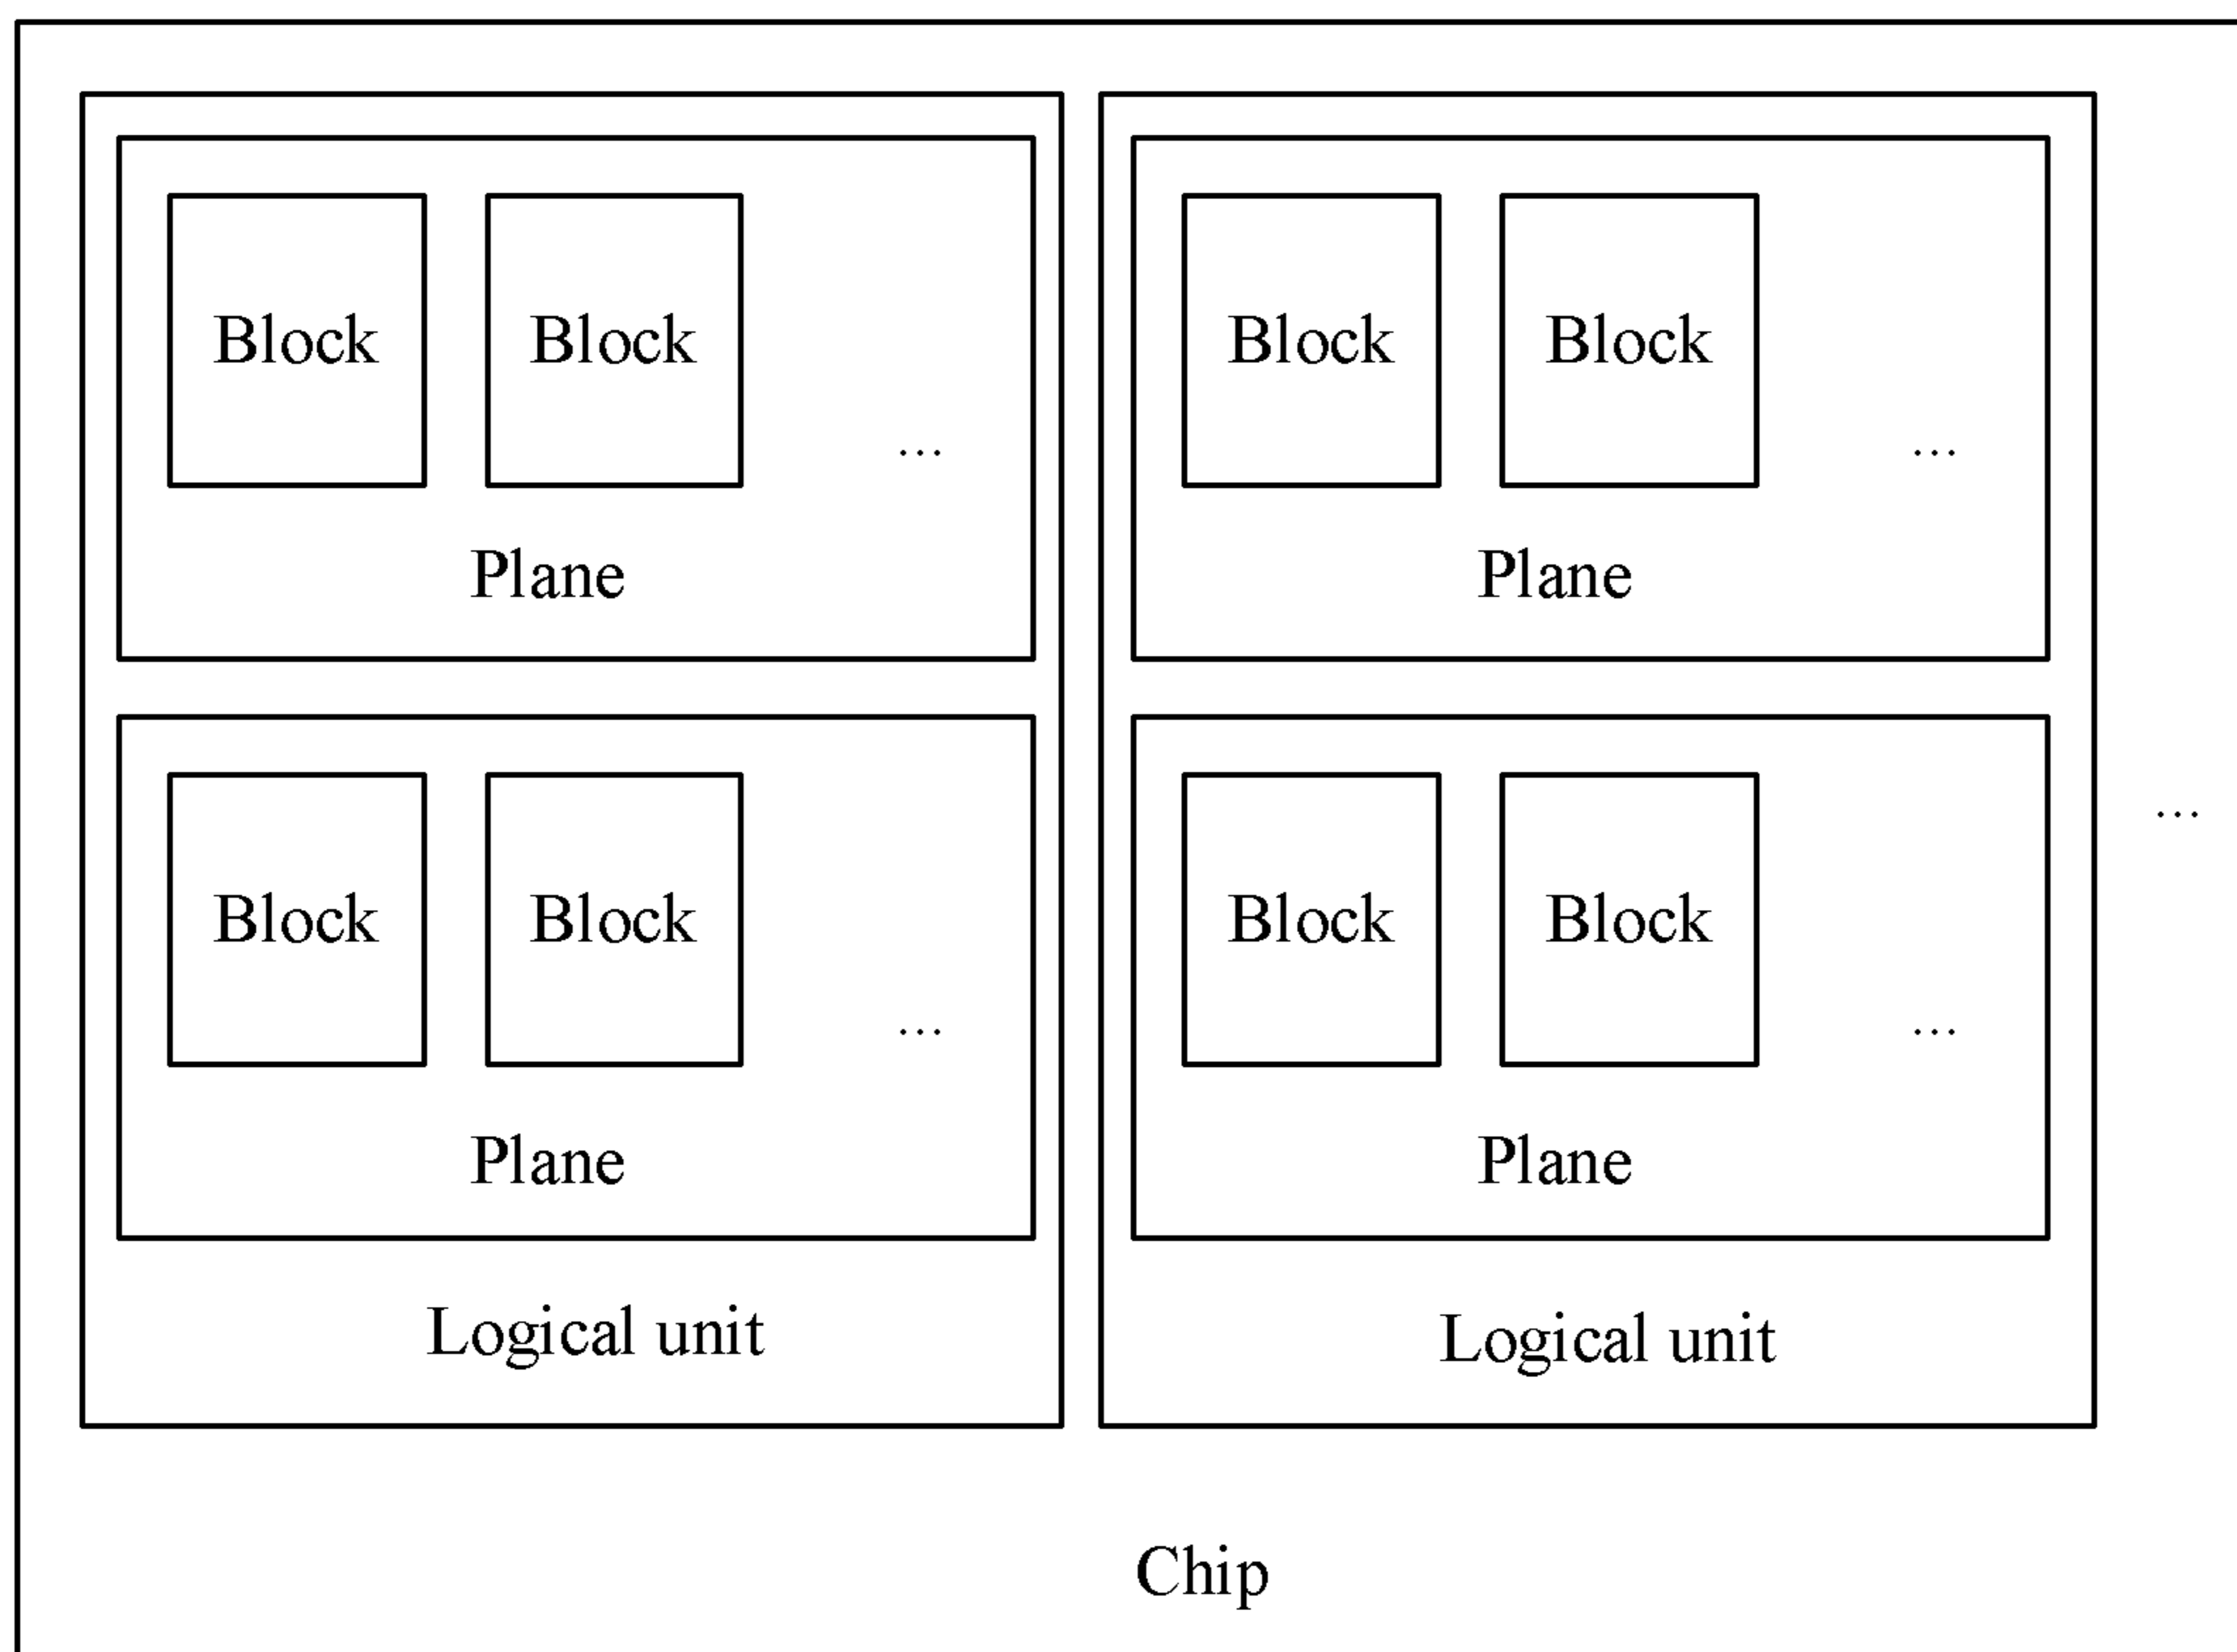 Block Block Block Block
... ...
Plane Plane
...
Block Block Block Block
... ...
Plane Plane
Logical unit Logical unit
Chip